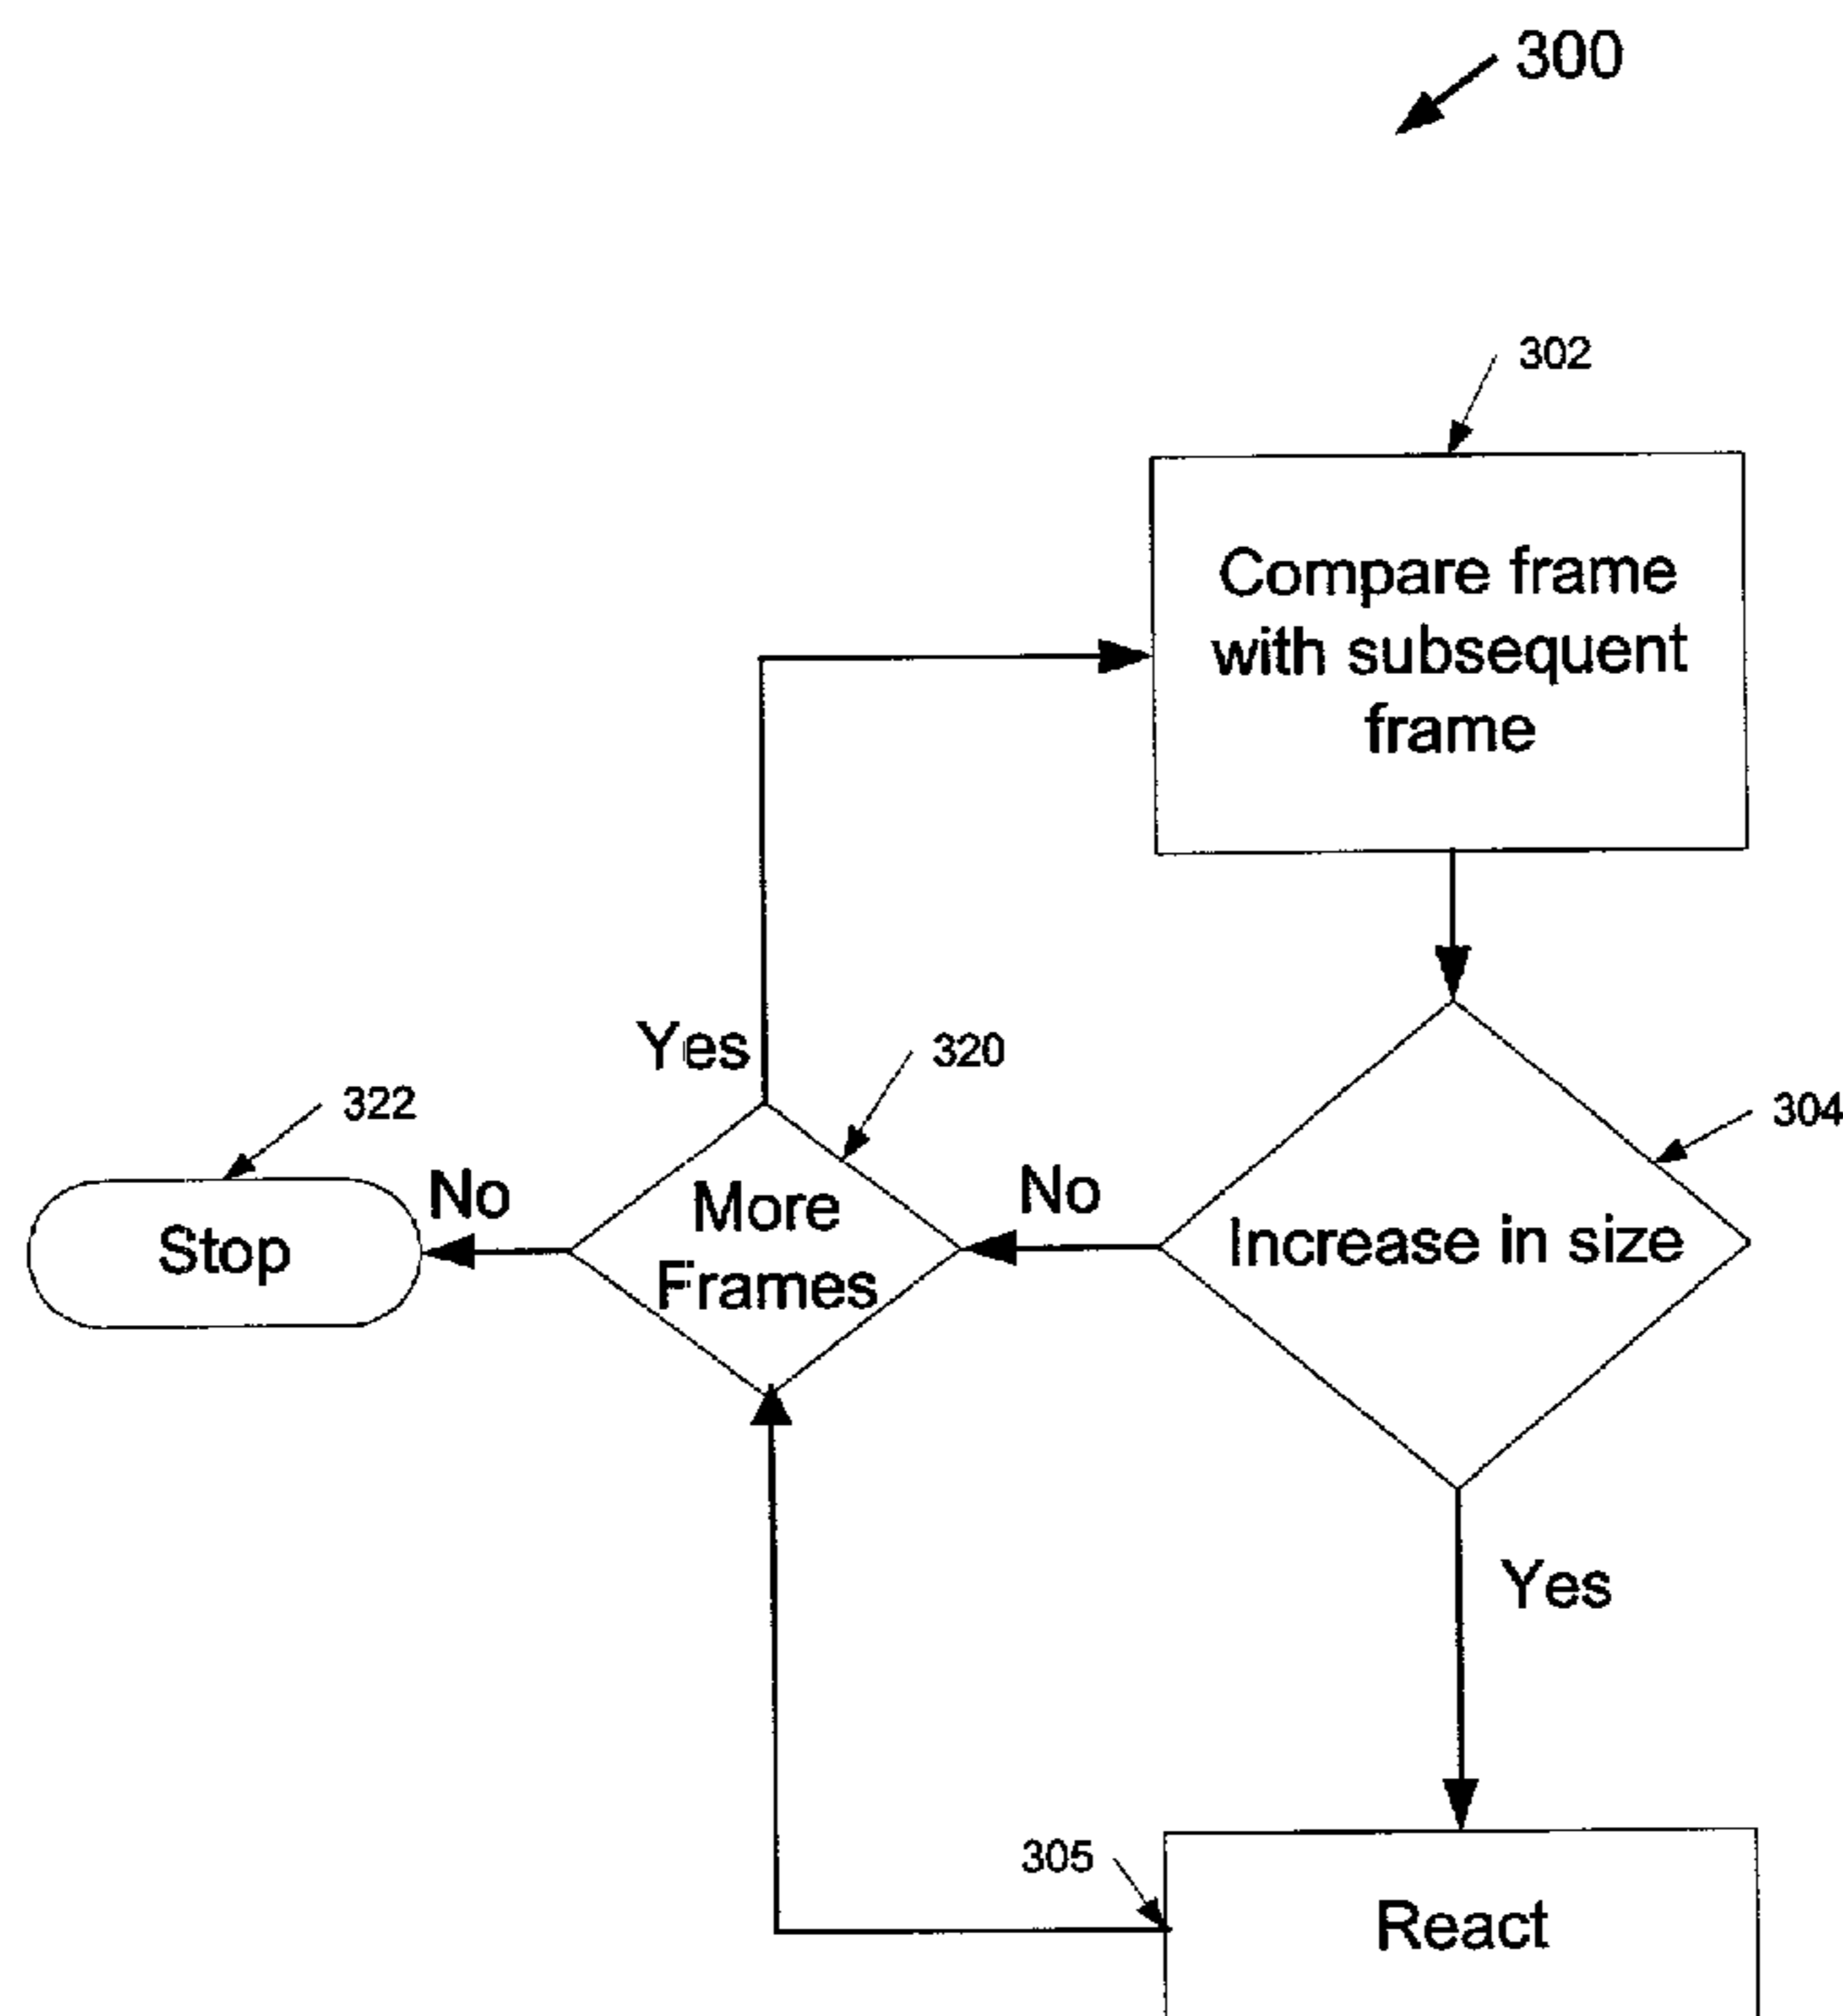 300
302
Compare frame
with subsequent
frame
Yes
320
322
304
No
No
Stop
More
Frames
Increase in size
Yes
305
React